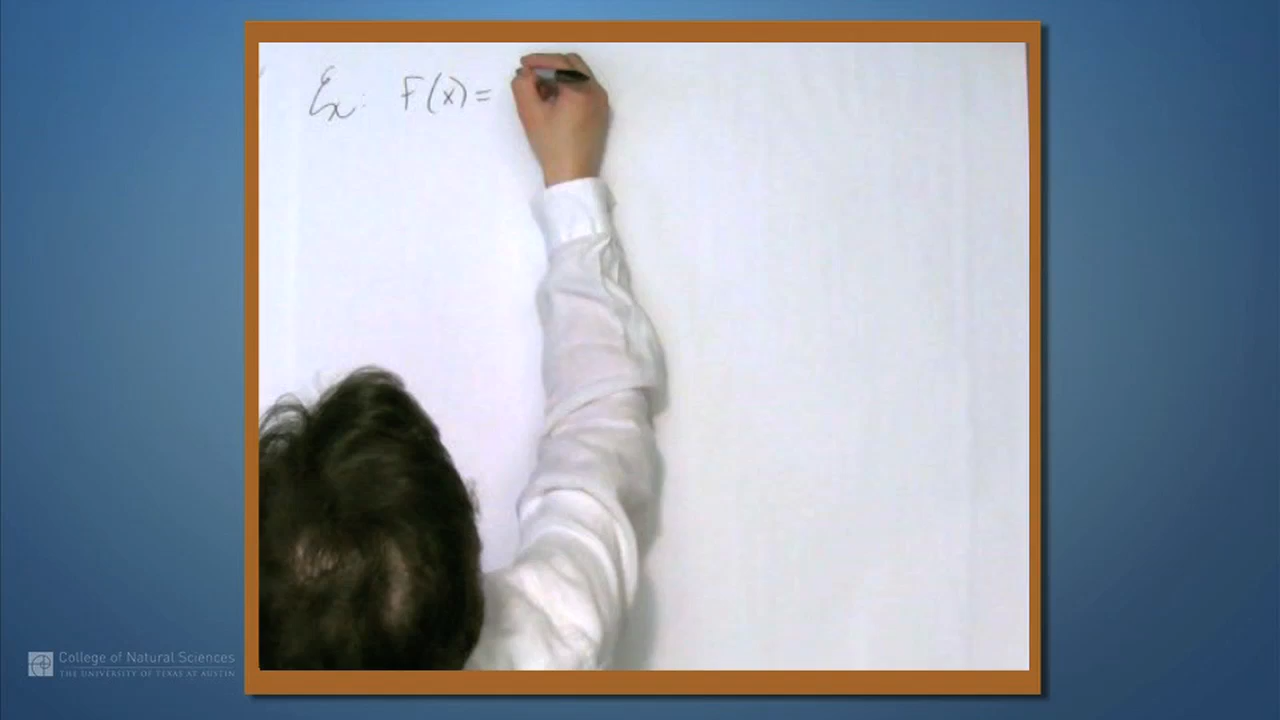 Ex: F(x) =
College of Natural Sciences
THE UNIVERSITY OF TEXAS AT AUSTIN